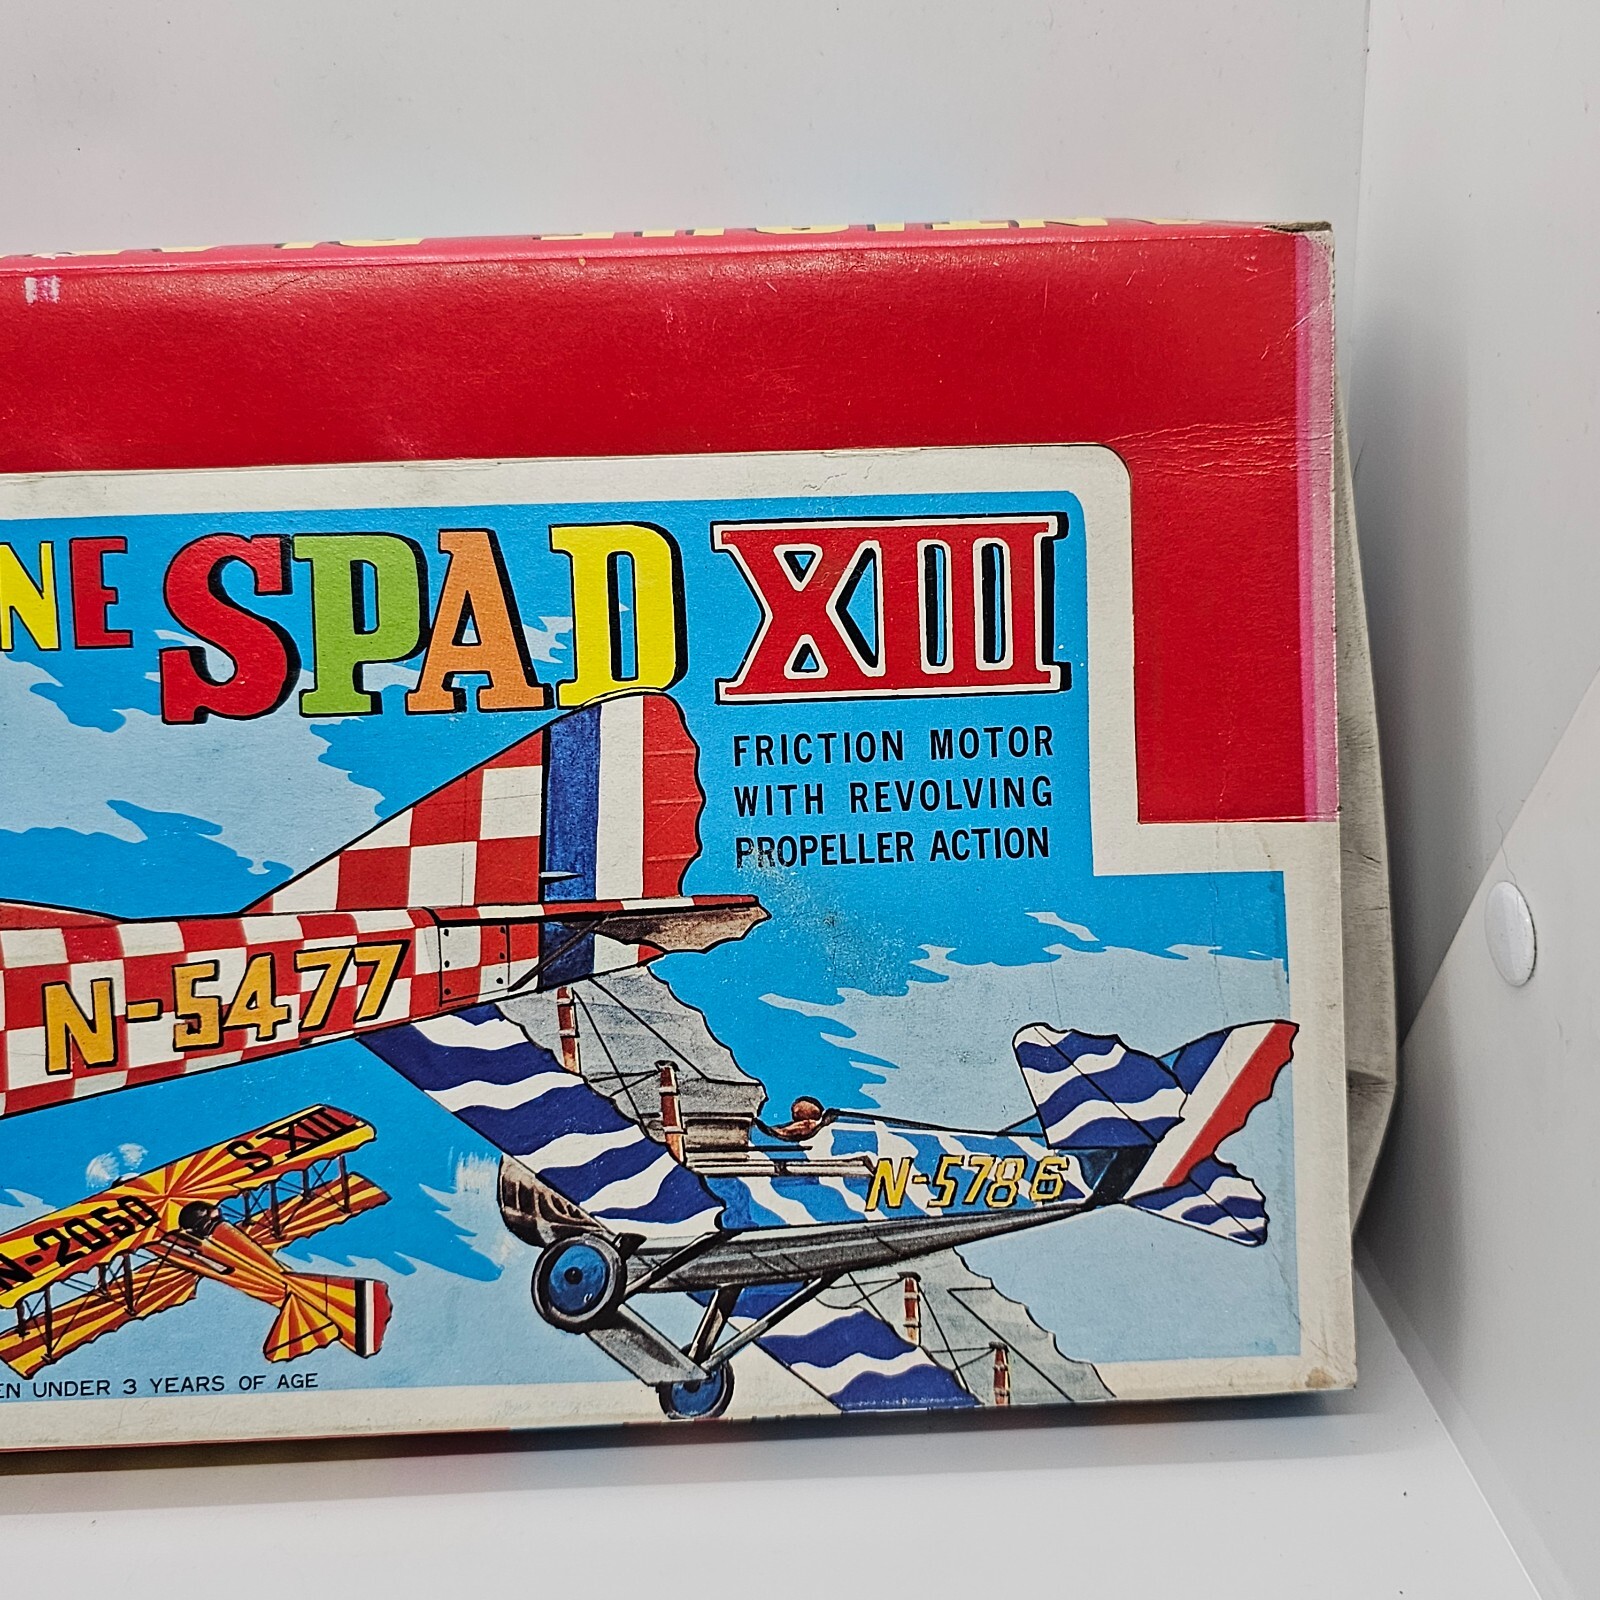 NE SPAD XIII
FRICTION MOTOR
WITH REVOLVING
PROPELLER ACTION
N-5477
S XIII
N-2050
N-5786
EN UNDER 3 YEARS OF AGE